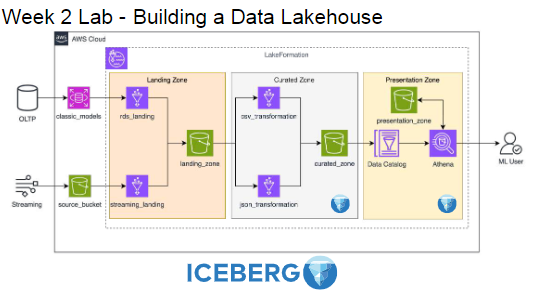 Week 2 Lab - Building a Data Lakehouse
aws
AWS Cloud
LakeFormation
Landing Zone
Curated Zone
Presentation Zone
OLTP
classic_models
rds_landing
csv_transformation
presentation_zone
landing_zone
curated_zone
Data Catalog
Athena
ML User
Streaming
source_bucket
streaming_landing
json_transformation
ICEBERG